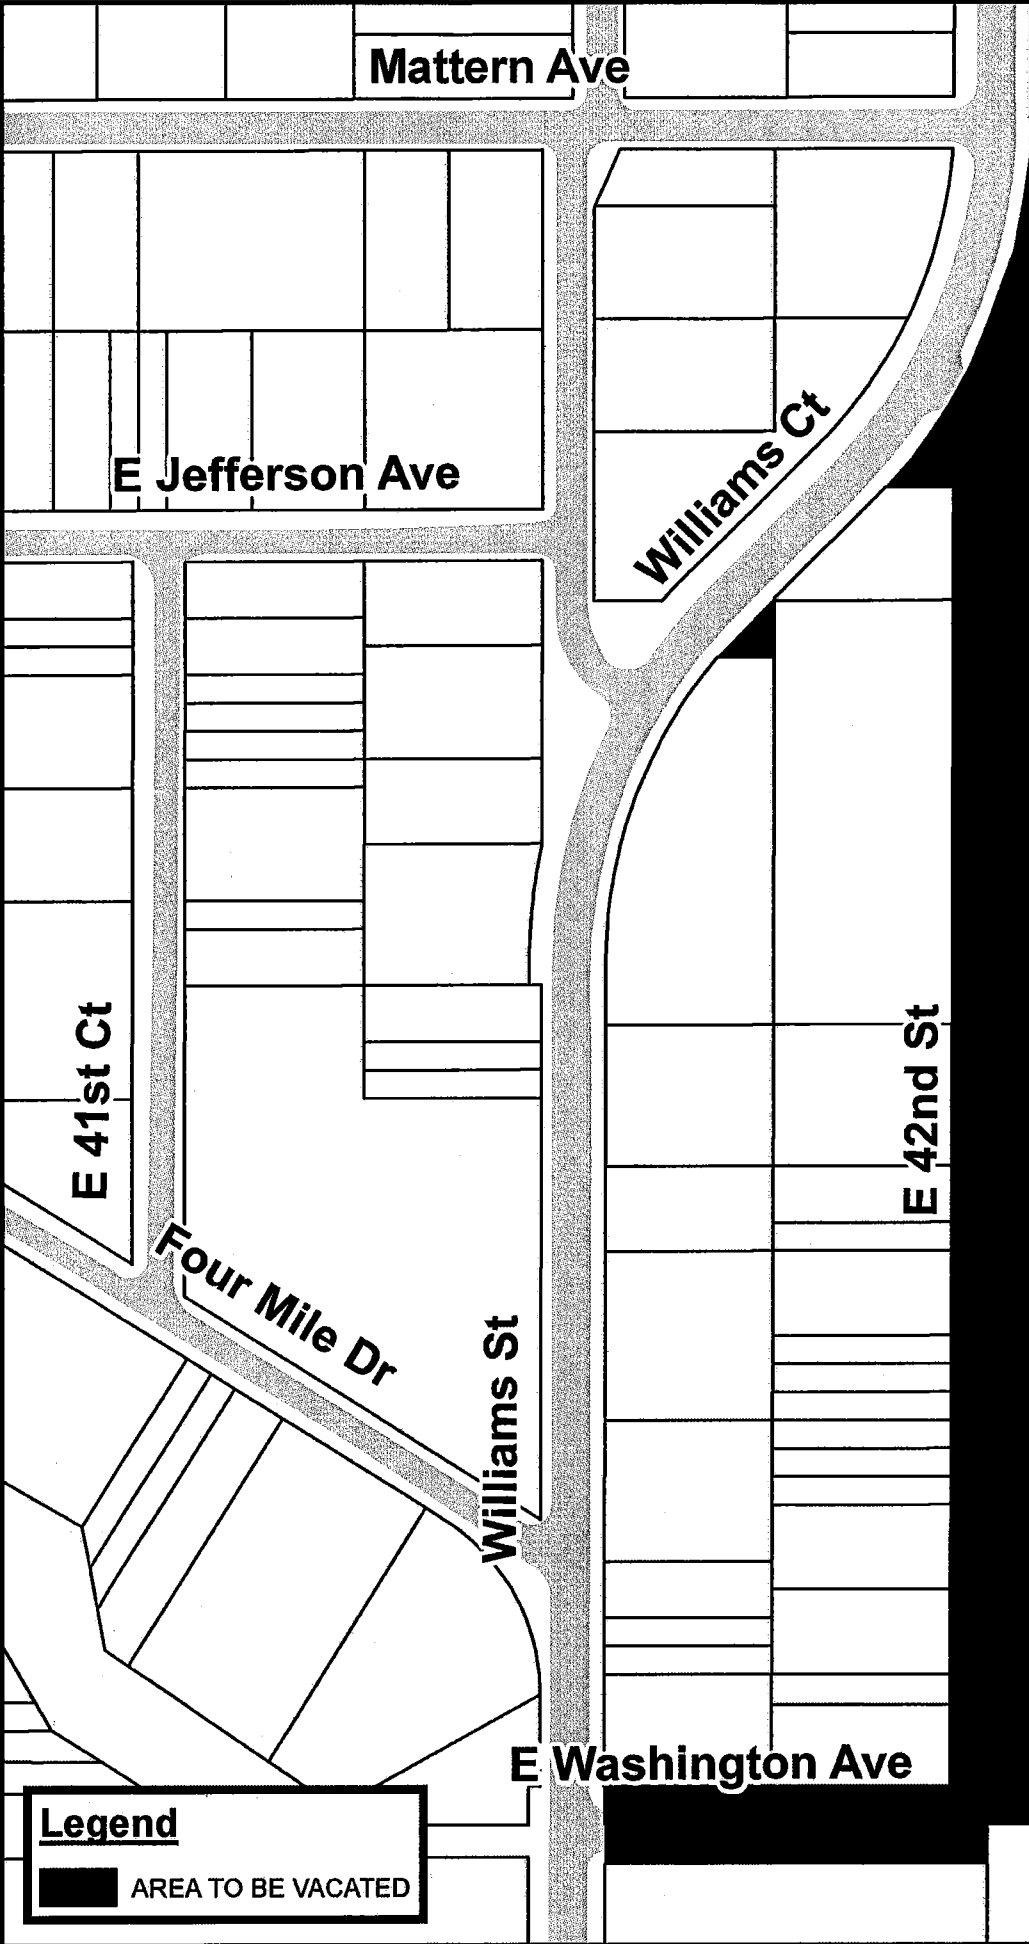 Mattern Ave
E Jefferson Ave
Williams Ct
E 41st Ct
E 42nd St
Four Mile Dr
Williams St
E Washington Ave
Legend
AREA TO BE VACATED